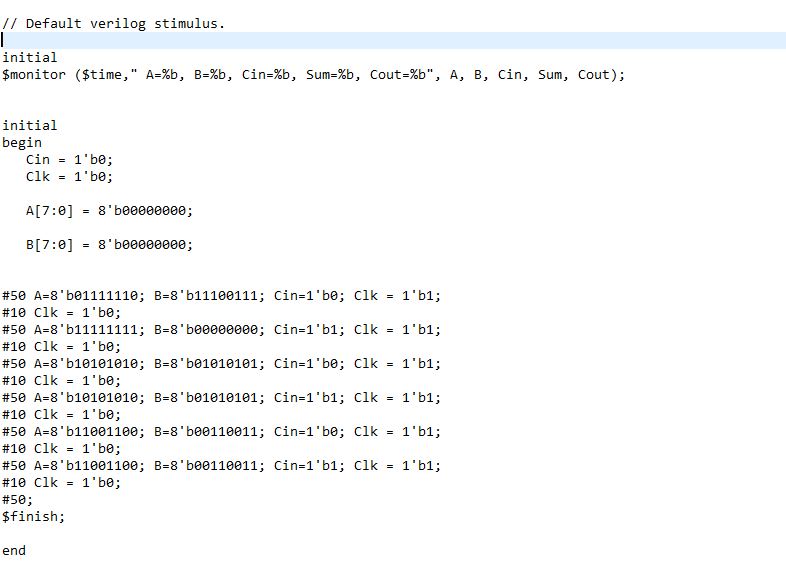 // Default verilog stimulus.
initial
$monitor ($time," A=%b, B=%b, Cin=%b, Sum=%b, Cout=%b", A, B, Cin, Sum, Cout);
initial
begin
Cin = 1'b0;
Clk = 1'b0;
A[7:0] = 8'b00000000;
B[7:0] = 8'b00000000;
#50 A=8'b01111110; B=8'b11100111; Cin=1'b0; Clk = 1'b1;
#10 Clk = 1'b0;
#50 A=8'b11111111; B=8'b00000000; Cin=1'b1; Clk = 1'b1;
#10 Clk = 1'b0;
#50 A=8'b10101010; B=8'b01010101; Cin=1'b0; Clk = 1'b1;
#10 Clk = 1'b0;
#50 A=8'b10101010; B=8'b01010101; Cin=1'b1; Clk = 1'b1;
#10 Clk = 1'b0;
#50 A=8'b11001100; B=8'b00110011; Cin=1'b0; Clk = 1'b1;
#10 Clk = 1'b0;
#50 A=8'b11001100; B=8'b00110011; Cin=1'b1; Clk = 1'b1;
#10 Clk = 1'b0;
#50;
$finish;
end